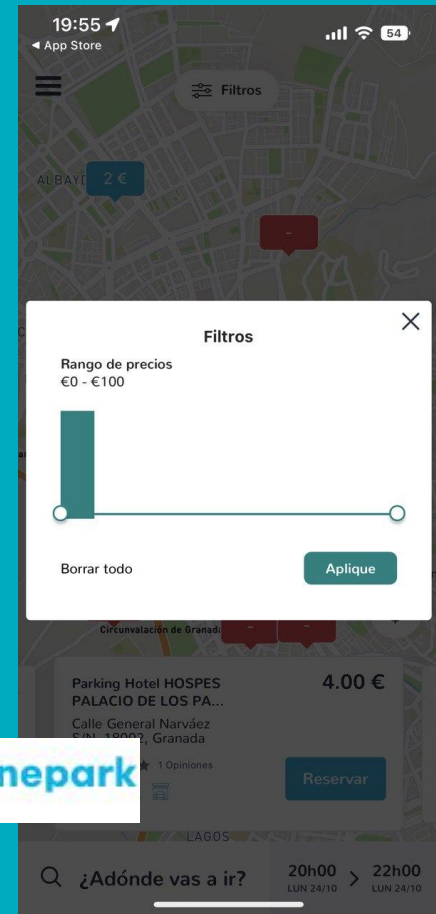 19:55
54
◄ App Store
Filtros
ALBAY
2 €
-
Filtros
Rango de precios
€0 - €100
Borrar todo
Aplique
Circunvalación de Granad
-
-
Parking Hotel HOSPES
PALACIO DE LOS PA...
4.00 €
Calle General Narváez
S/N, 18002, Granada
1 Opiniones
Reservar
nepark
LAGOS
¿Adónde vas a ir?
20h00 > 22h00
LUN 24/10
LUN 24/10